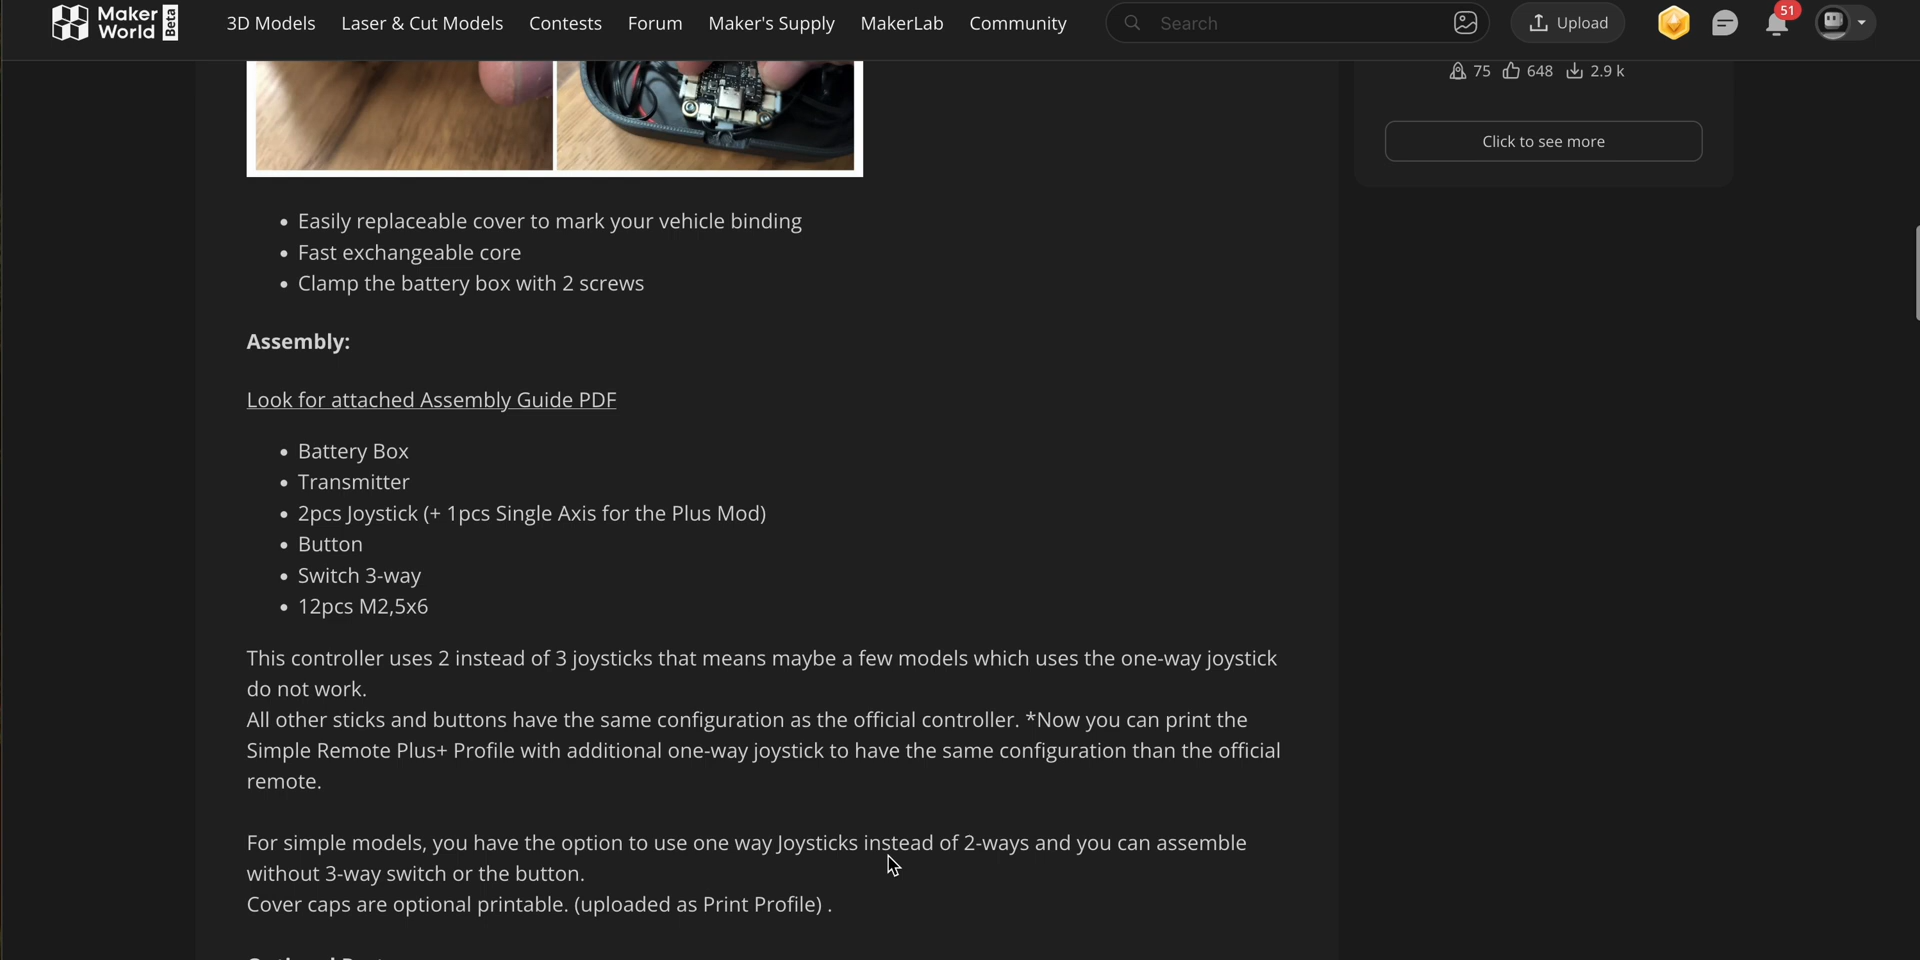 Maker World Beta
3D Models Laser & Cut Models Contests Forum Maker's Supply MakerLab Community Search Upload 51
75 648 2.9 k
Click to see more
• Easily replaceable cover to mark your vehicle binding
• Fast exchangeable core
• Clamp the battery box with 2 screws
Assembly:
Look for attached Assembly Guide PDF
• Battery Box
• Transmitter
• 2pcs Joystick (+ 1pcs Single Axis for the Plus Mod)
• Button
• Switch 3-way
• 12pcs M2,5x6
This controller uses 2 instead of 3 joysticks that means maybe a few models which uses the one-way joystick
do not work.
All other sticks and buttons have the same configuration as the official controller. *Now you can print the
Simple Remote Plus+ Profile with additional one-way joystick to have the same configuration than the official
remote.
For simple models, you have the option to use one way Joysticks instead of 2-ways and you can assemble
without 3-way switch or the button.
Cover caps are optional printable. (uploaded as Print Profile) .